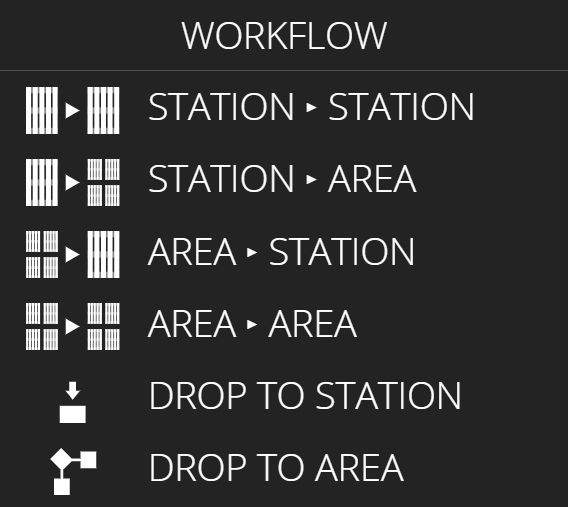 WORKFLOW
STATION ▸ STATION
STATION ▸ AREA
AREA ▸ STATION
AREA ▸ AREA
DROP TO STATION
DROP TO AREA